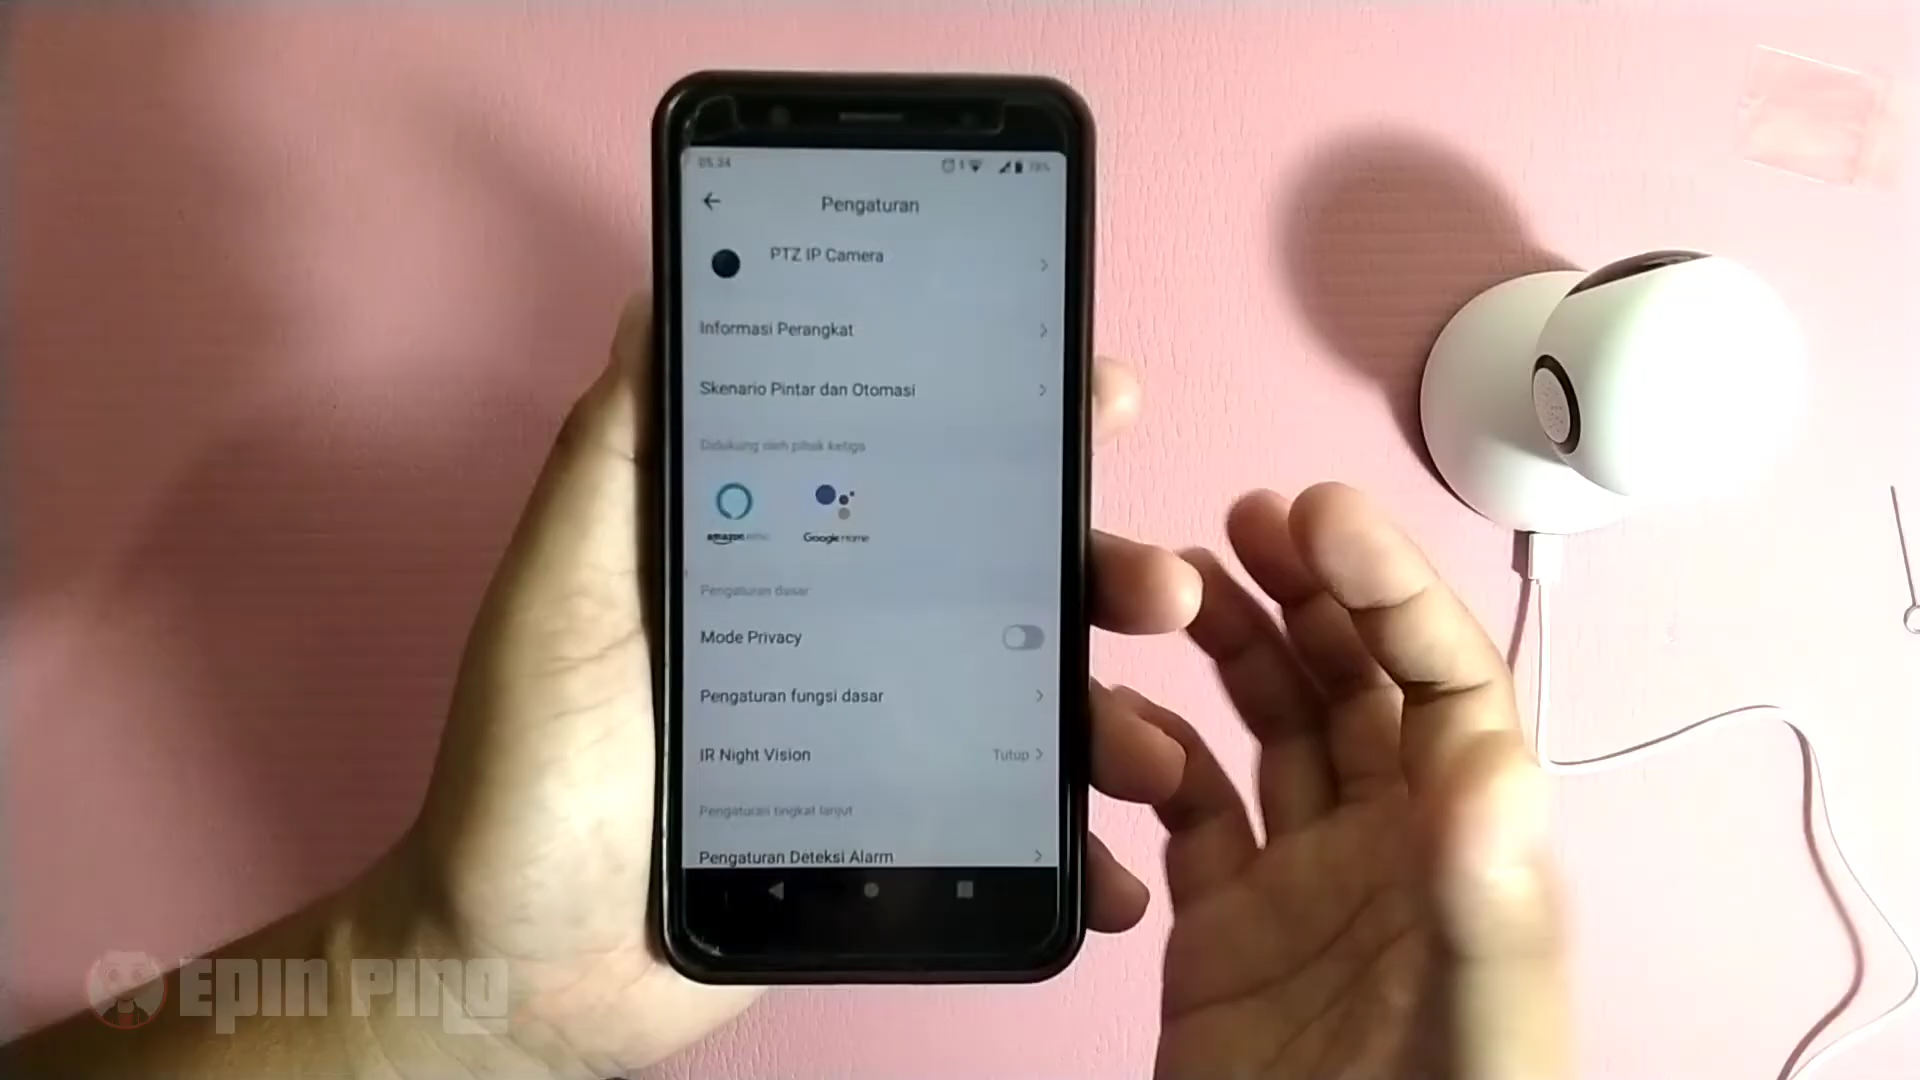 05.34
78%
Pengaturan
PTZ IP Camera
Informasi Perangkat
Skenario Pintar dan Otomasi
Didukung oleh pihak ketiga
amazon echo
Google Home
Pengaturan dasar
Mode Privacy
Pengaturan fungsi dasar
IR Night Vision
Tutup
Pengaturan tingkat lanjut
Pengaturan Deteksi Alarm
EPIN PINO